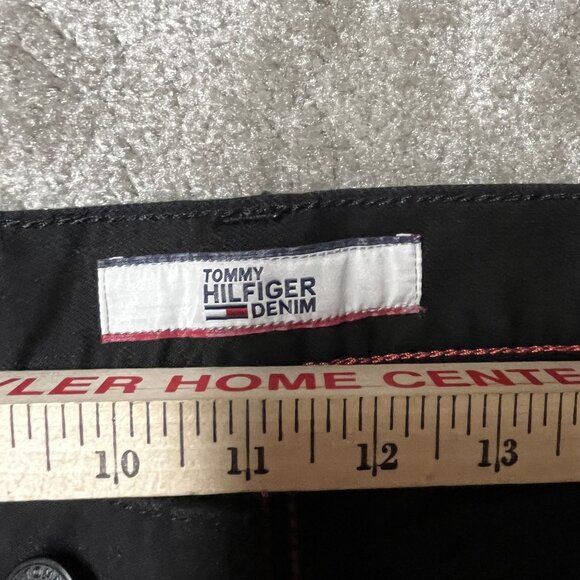 TOMMY
HILFIGER
DENIM
YLER HOME CENTE
10 11 12 13